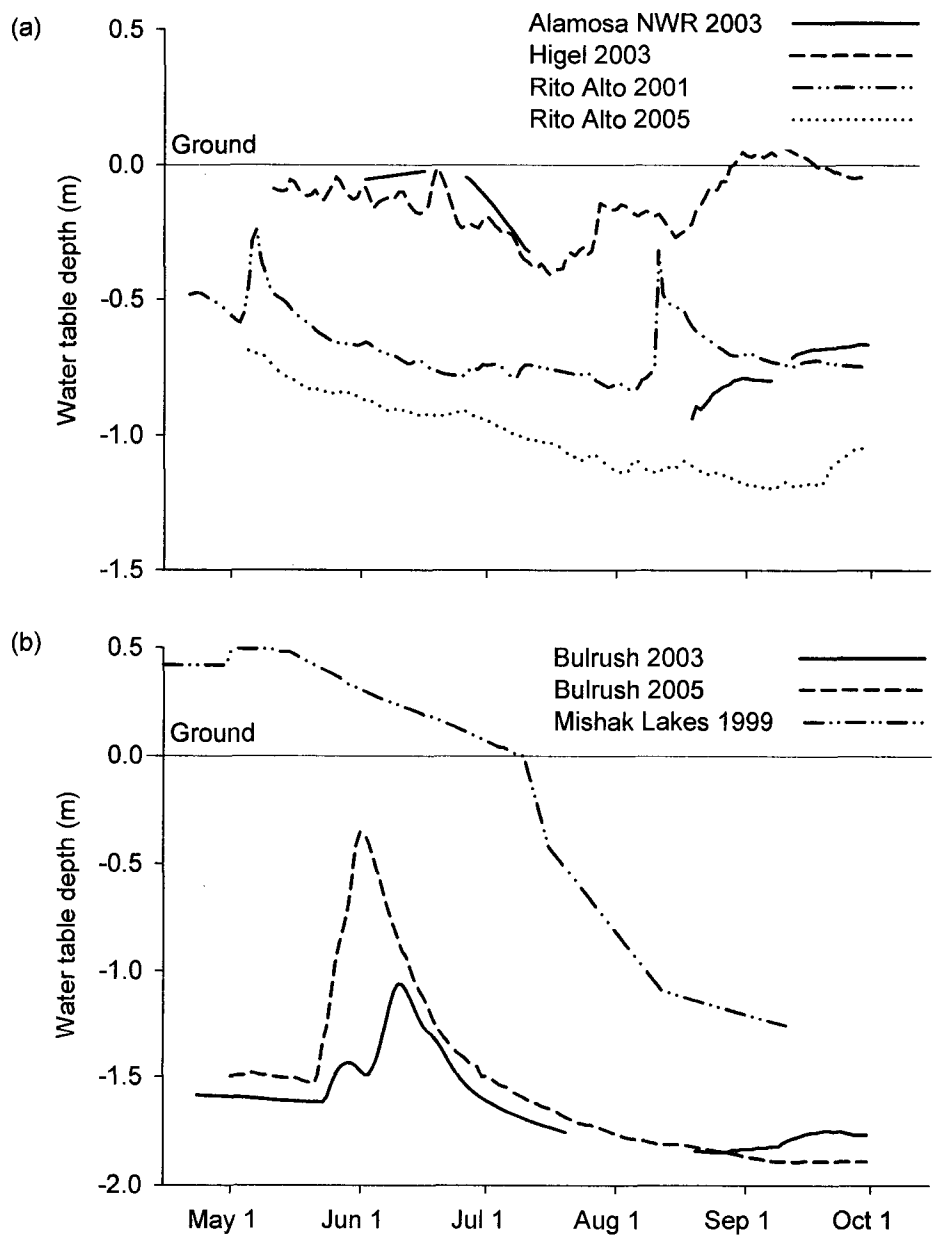 (a)
Alamosa NWR 2003
Higel 2003
Rito Alto 2001
Rito Alto 2005
Ground
Water table depth (m)
0.5
0.0
-0.5
-1.0
-1.5
(b)
Bulrush 2003
Bulrush 2005
Mishak Lakes 1999
Ground
Water table depth (m)
0.5
0.0
-0.5
-1.0
-1.5
-2.0
May 1 Jun 1 Jul 1 Aug 1 Sep 1 Oct 1